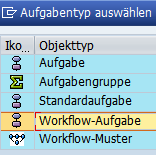 Aufgabentyp auswählen
Iko... Objekttyp
Aufgabe
Aufgabengruppe
Standardaufgabe
Workflow-Aufgabe
Workflow-Muster